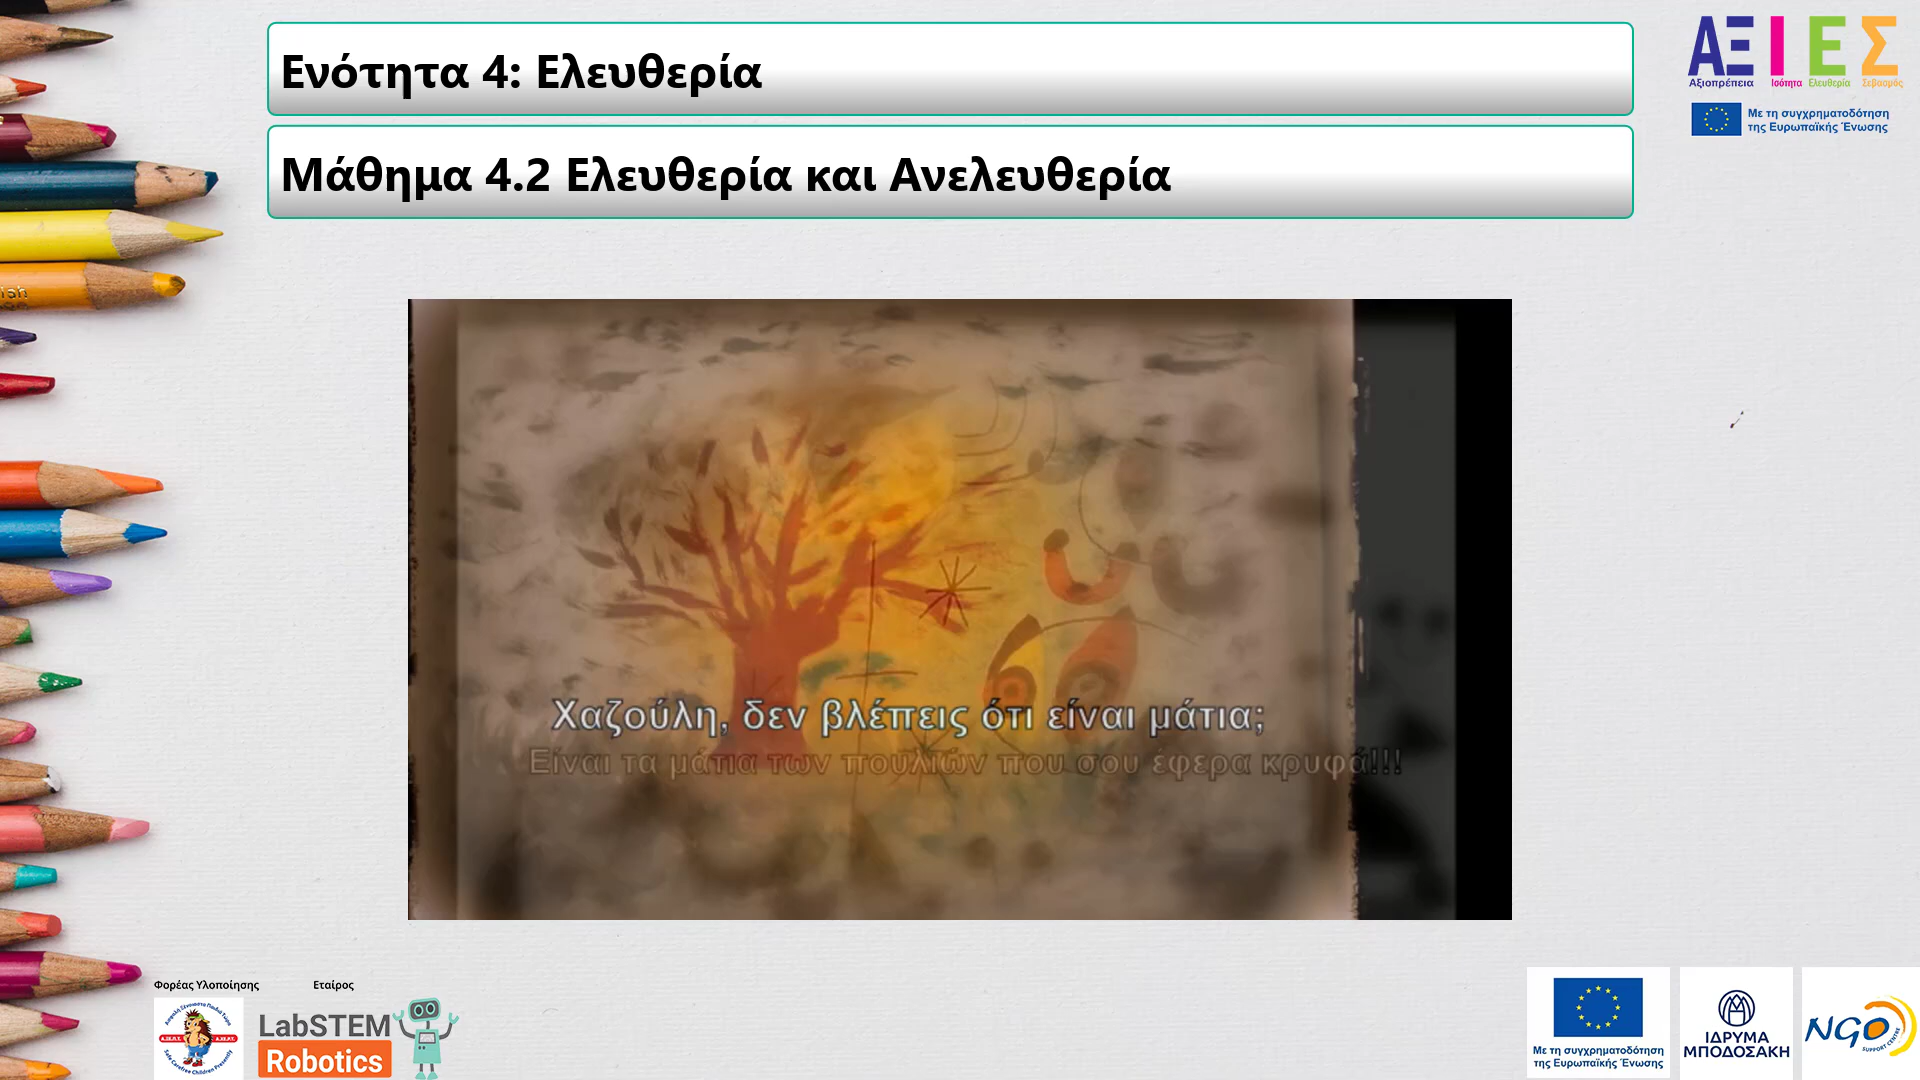 Ενότητα 4: Ελευθερία
Μάθημα 4.2 Ελευθερία και Ανελευθερία
ΑΞΙΕΣ
Αξιοπρέπεια Ισότητα Ελευθερία Σεβασμός
Με τη συγχρηματοδότηση
της Ευρωπαϊκής Ένωσης
Χαζούλη, δεν βλέπεις ότι είναι μάτια;
Είναι τα μάτια των πουλιών που σου έφερα κρυφά!!!
Φορέας Υλοποίησης
Εταίρος
LabSTEM
Robotics
Με τη συγχρηματοδότηση
της Ευρωπαϊκής Ένωσης
ΙΔΡΥΜΑ
ΜΠΟΔΟΣΑΚΗ
NGO
SUPPORT CENTRE